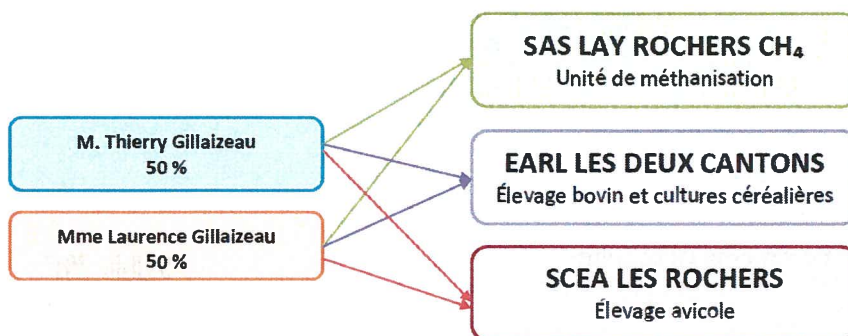 M. Thierry Gillaizeau
50 %
Mme Laurence Gillaizeau
50 %
SAS LAY ROCHERS CH₄
Unité de méthanisation
EARL LES DEUX CANTONS
Élevage bovin et cultures céréalières
SCEA LES ROCHERS
Élevage avicole